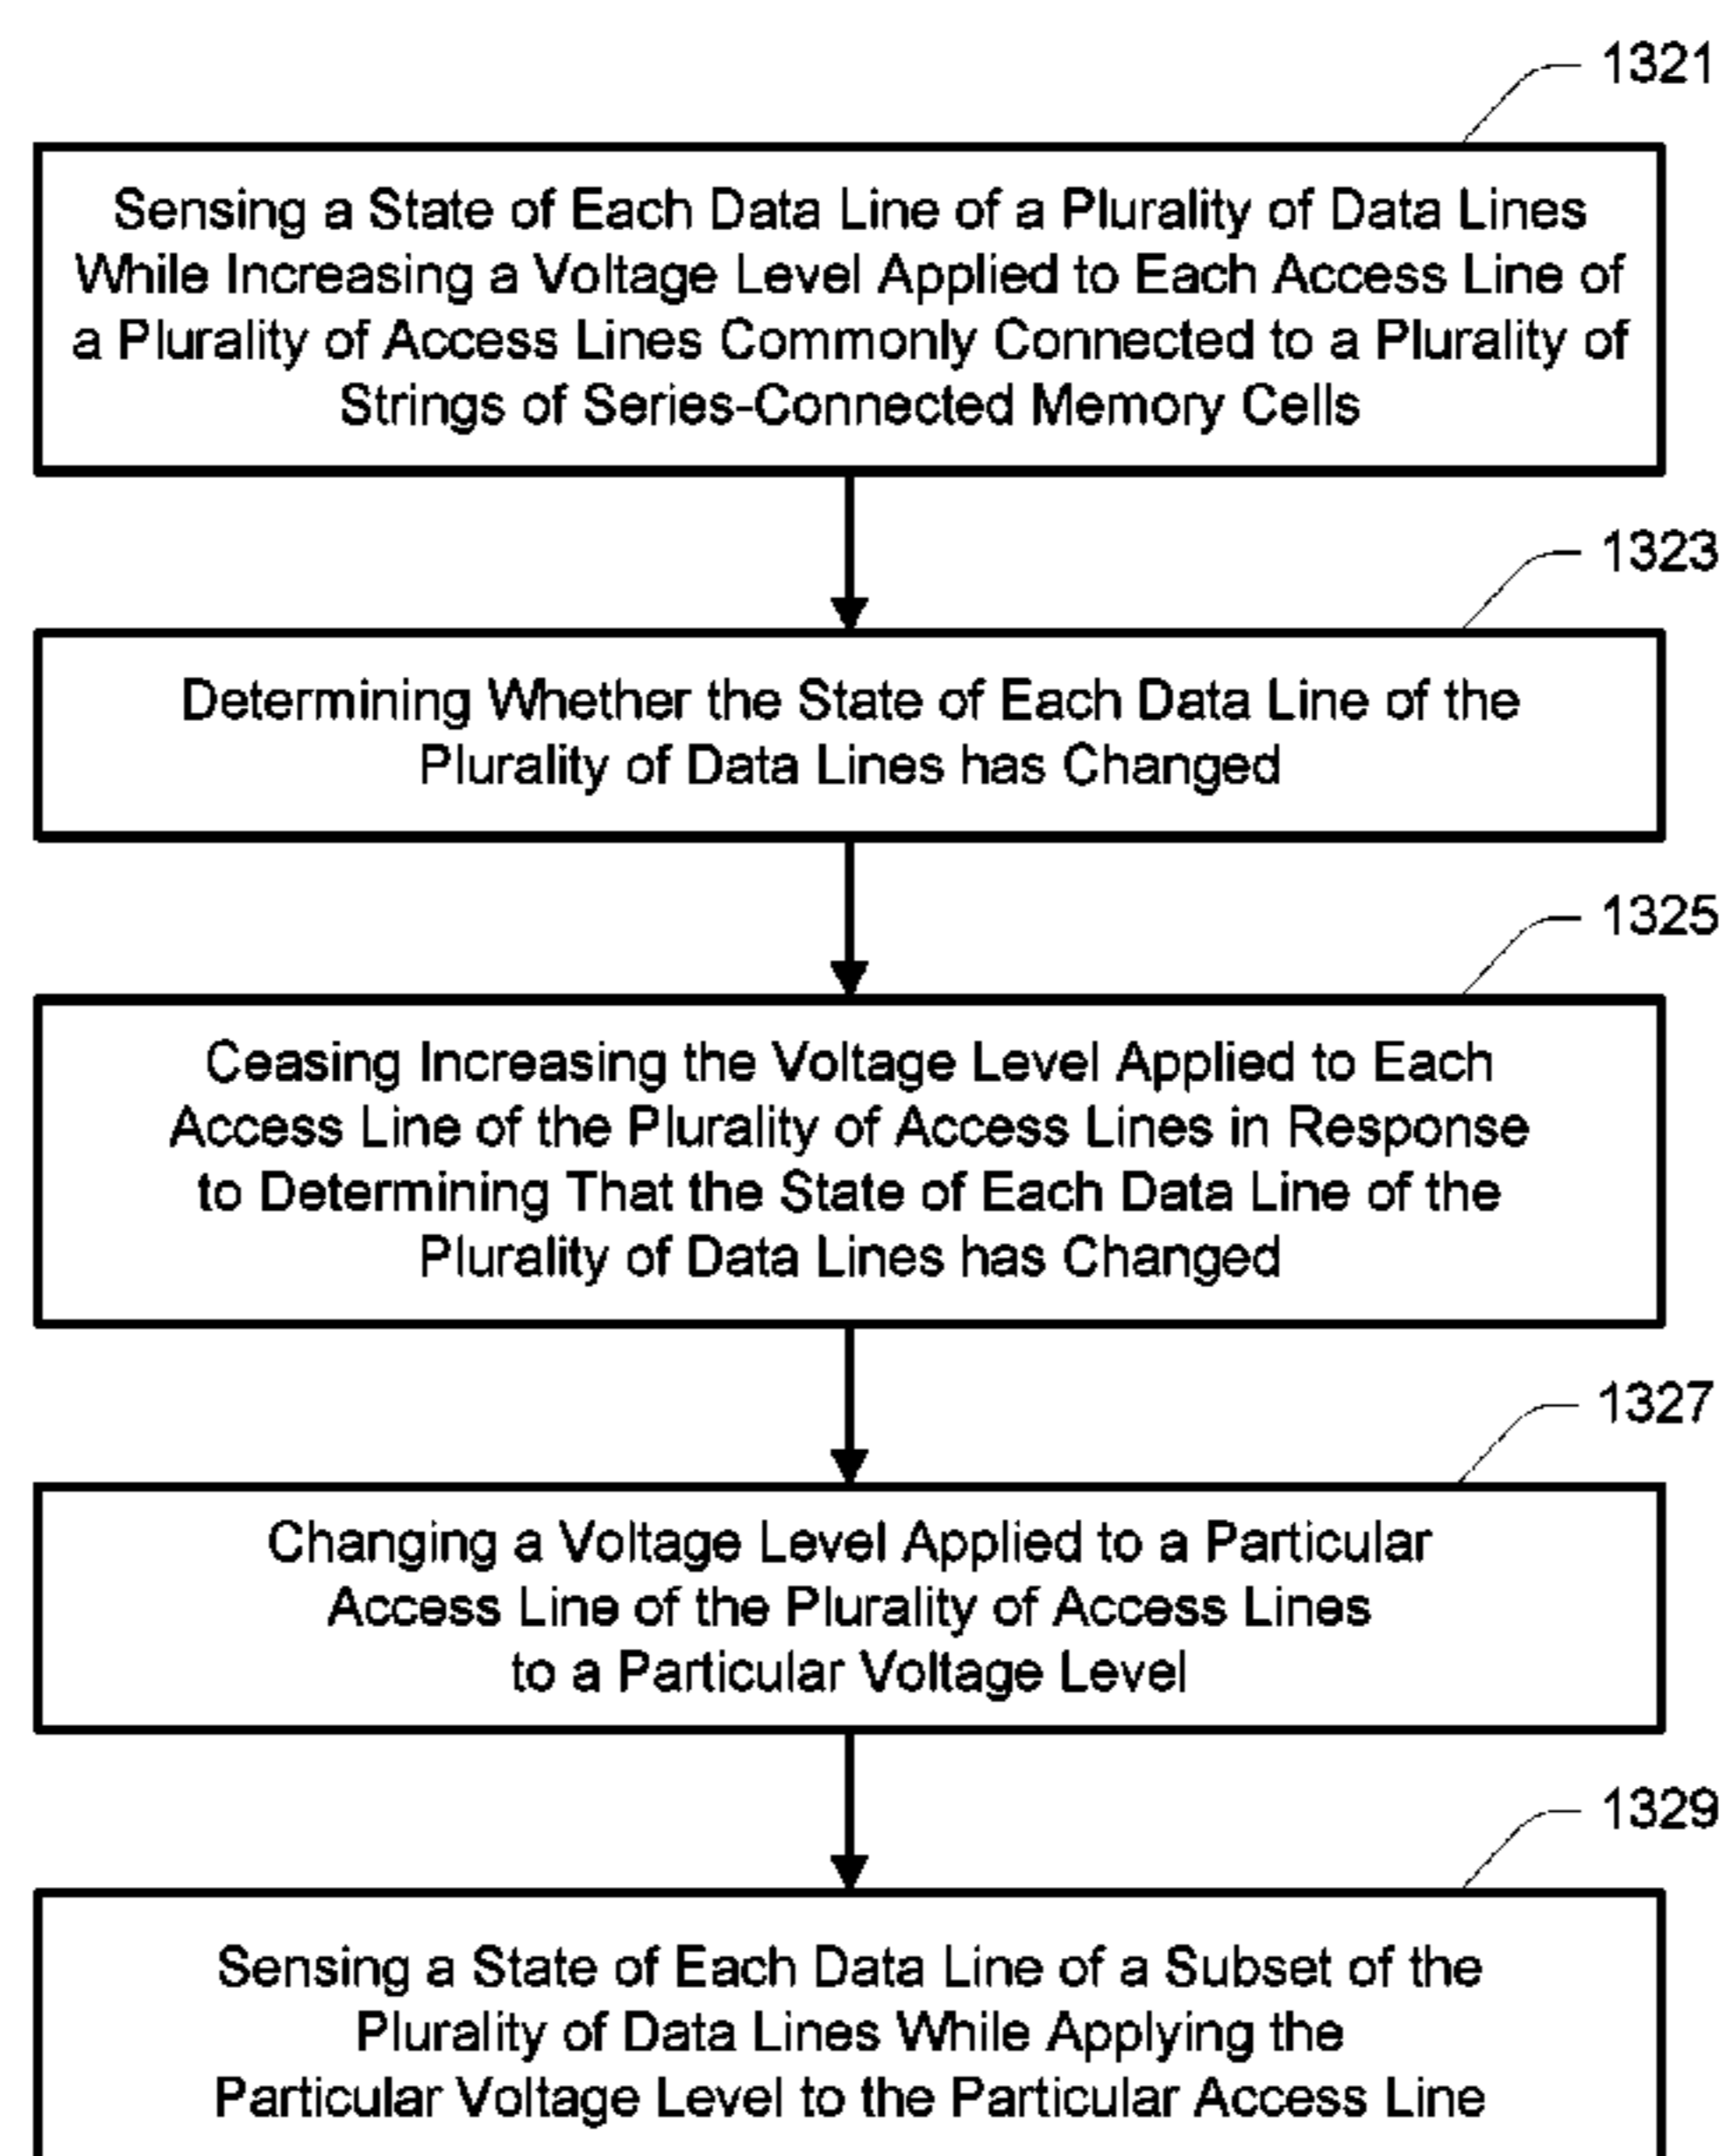 1321
Sensing a State of Each Data Line of a Plurality of Data Lines
While Increasing a Voltage Level Applied to Each Access Line of
a Plurality of Access Lines Commonly Connected to a Plurality of
Strings of Series-Connected Memory Cells
1323
Determining Whether the State of Each Data Line of the
Plurality of Data Lines has Changed
1325
Ceasing Increasing the Voltage Level Applied to Each
Access Line of the Plurality of Access Lines in Response
to Determining That the State of Each Data Line of the
Plurality of Data Lines has Changed
1327
Changing a Voltage Level Applied to a Particular
Access Line of the Plurality of Access Lines
to a Particular Voltage Level
1329
Sensing a State of Each Data Line of a Subset of the
Plurality of Data Lines While Applying the
Particular Voltage Level to the Particular Access Line